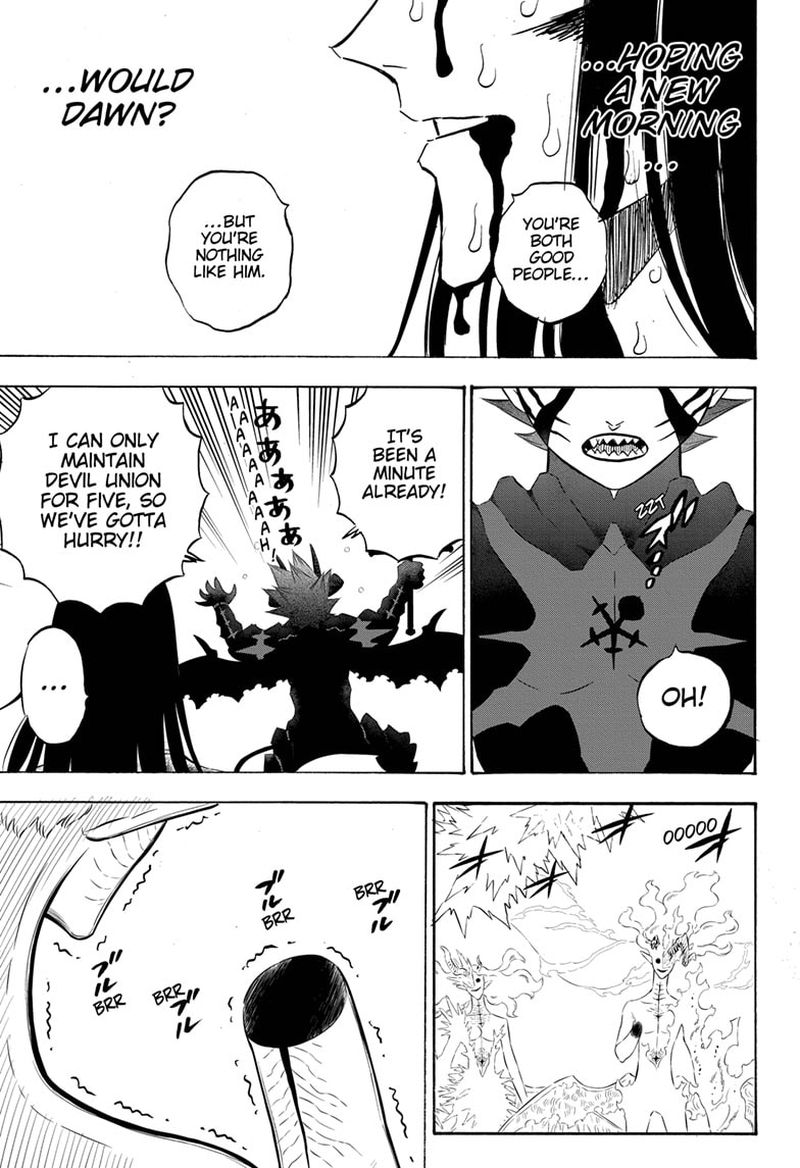 ...HOPING
A NEW
MORNING
...
...WOULD
DAWN?
YOU'RE
BOTH
GOOD
PEOPLE...
...BUT
YOU'RE
NOTHING
LIKE HIM.
ZZT
OH!
IT'S
BEEN A
MINUTE
ALREADY!
ああああああ
I CAN ONLY
MAINTAIN
DEVIL UNION
FOR FIVE, SO
WE'VE GOTTA
HURRY!!
...
OOOOO
ブル
BRR
ブル
BRR
ブル
BRR
ブル
BRR